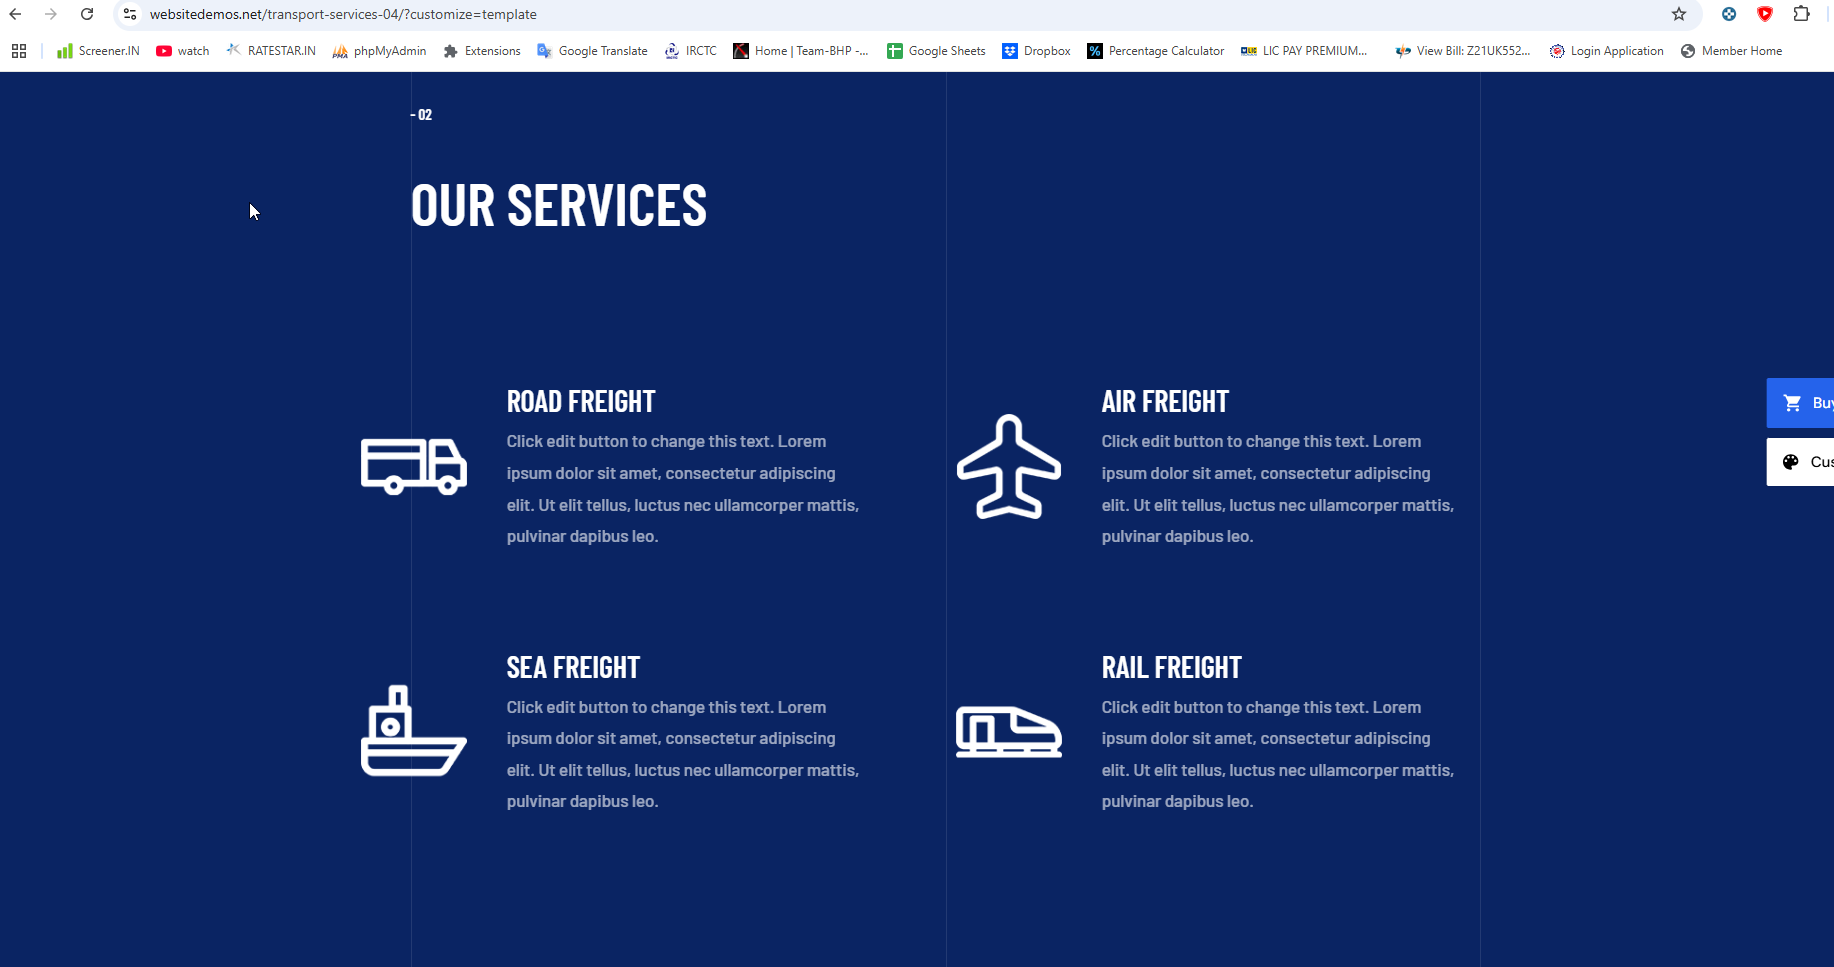 websitedemos.net/transport-services-04/?customize=template
Screener.IN watch RATESTAR.IN phpMyAdmin Extensions Google Translate IRCTC Home | Team-BHP -... Google Sheets Dropbox Percentage Calculator LIC PAY PREMIUM... View Bill: Z21UK552... Login Application Member Home
- 02
OUR SERVICES
ROAD FREIGHT
Click edit button to change this text. Lorem
ipsum dolor sit amet, consectetur adipiscing
elit. Ut elit tellus, luctus nec ullamcorper mattis,
pulvinar dapibus leo.
AIR FREIGHT
Click edit button to change this text. Lorem
ipsum dolor sit amet, consectetur adipiscing
elit. Ut elit tellus, luctus nec ullamcorper mattis,
pulvinar dapibus leo.
Buy
Cus
SEA FREIGHT
Click edit button to change this text. Lorem
ipsum dolor sit amet, consectetur adipiscing
elit. Ut elit tellus, luctus nec ullamcorper mattis,
pulvinar dapibus leo.
RAIL FREIGHT
Click edit button to change this text. Lorem
ipsum dolor sit amet, consectetur adipiscing
elit. Ut elit tellus, luctus nec ullamcorper mattis,
pulvinar dapibus leo.